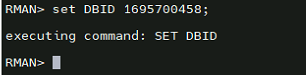 RMAN> set DBID 1695700458;
executing command: SET DBID
RMAN>